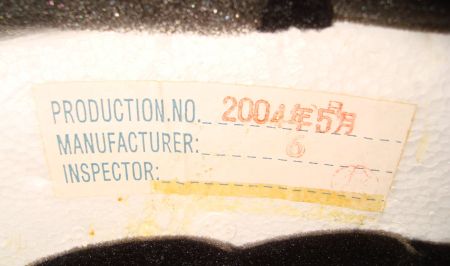 PRODUCTION.NO. 2004年5月
MANUFACTURER: 6
INSPECTOR: